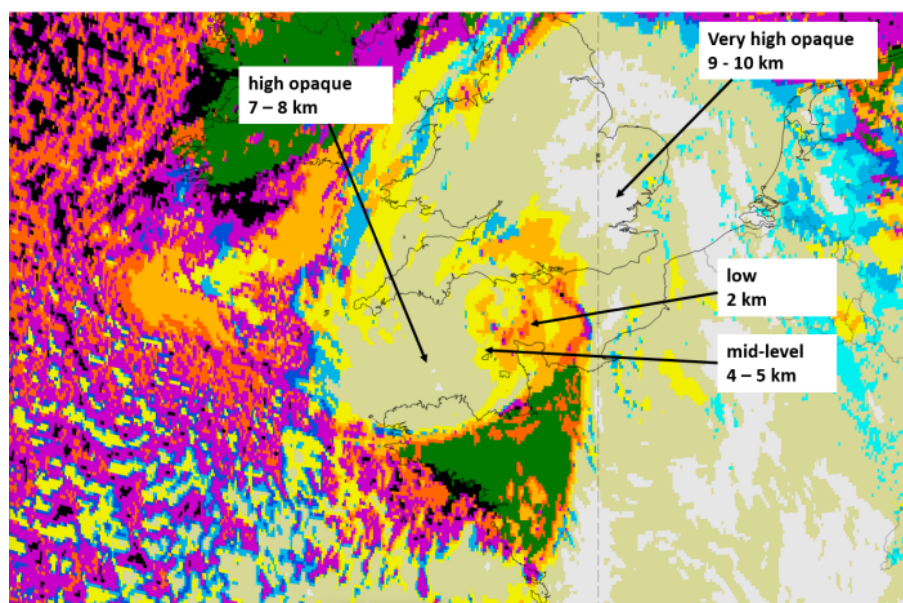 Very high opaque
9 - 10 km
high opaque
7 – 8 km
low
2 km
mid-level
4 – 5 km